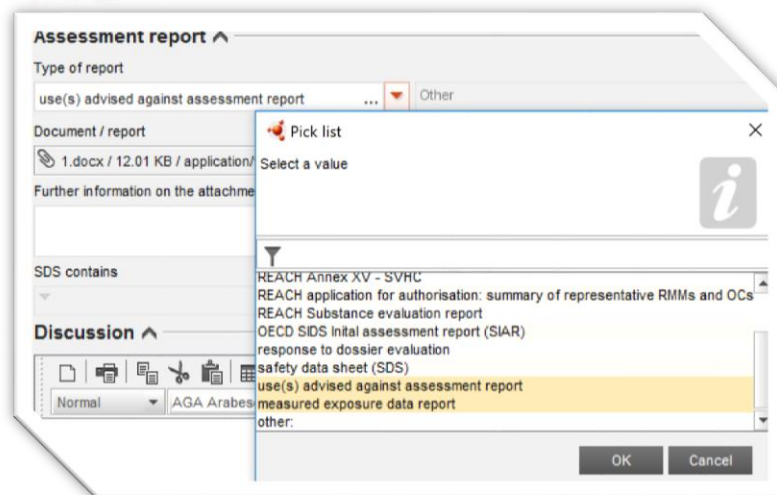 Assessment report
Type of report
use(s) advised against assessment report ... Other
Document / report
1.docx / 12.01 KB / application/
Further information on the attachme
SDS contains
Discussion
Normal AGA Arabes
Pick list
Select a value
REACH Annex XV - SVHC
REACH application for authorisation: summary of representative RMMs and OCs
REACH Substance evaluation report
OECD SIDS Inital assessment report (SIAR)
response to dossier evaluation
safety data sheet (SDS)
use(s) advised against assessment report
measured exposure data report
other:
OK Cancel